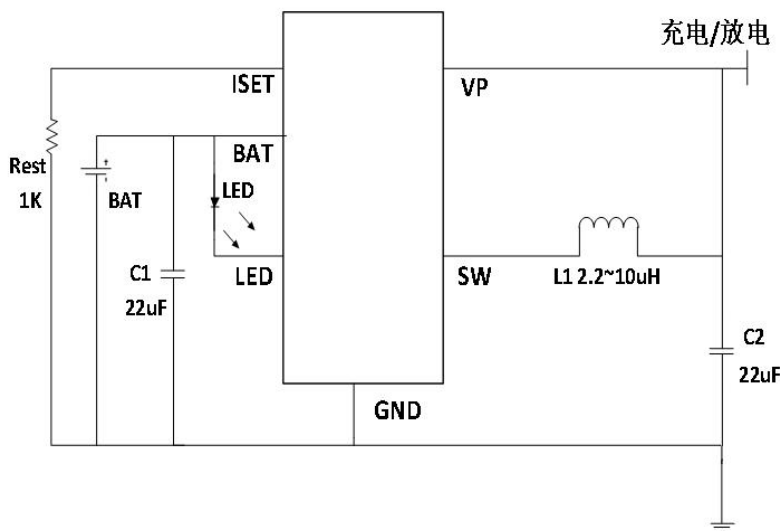 充电/放电
ISET
VP
Rest
1K
BAT
BAT
LED
C1
22uF
LED
SW
L1 2.2~10uH
C2
22uF
GND